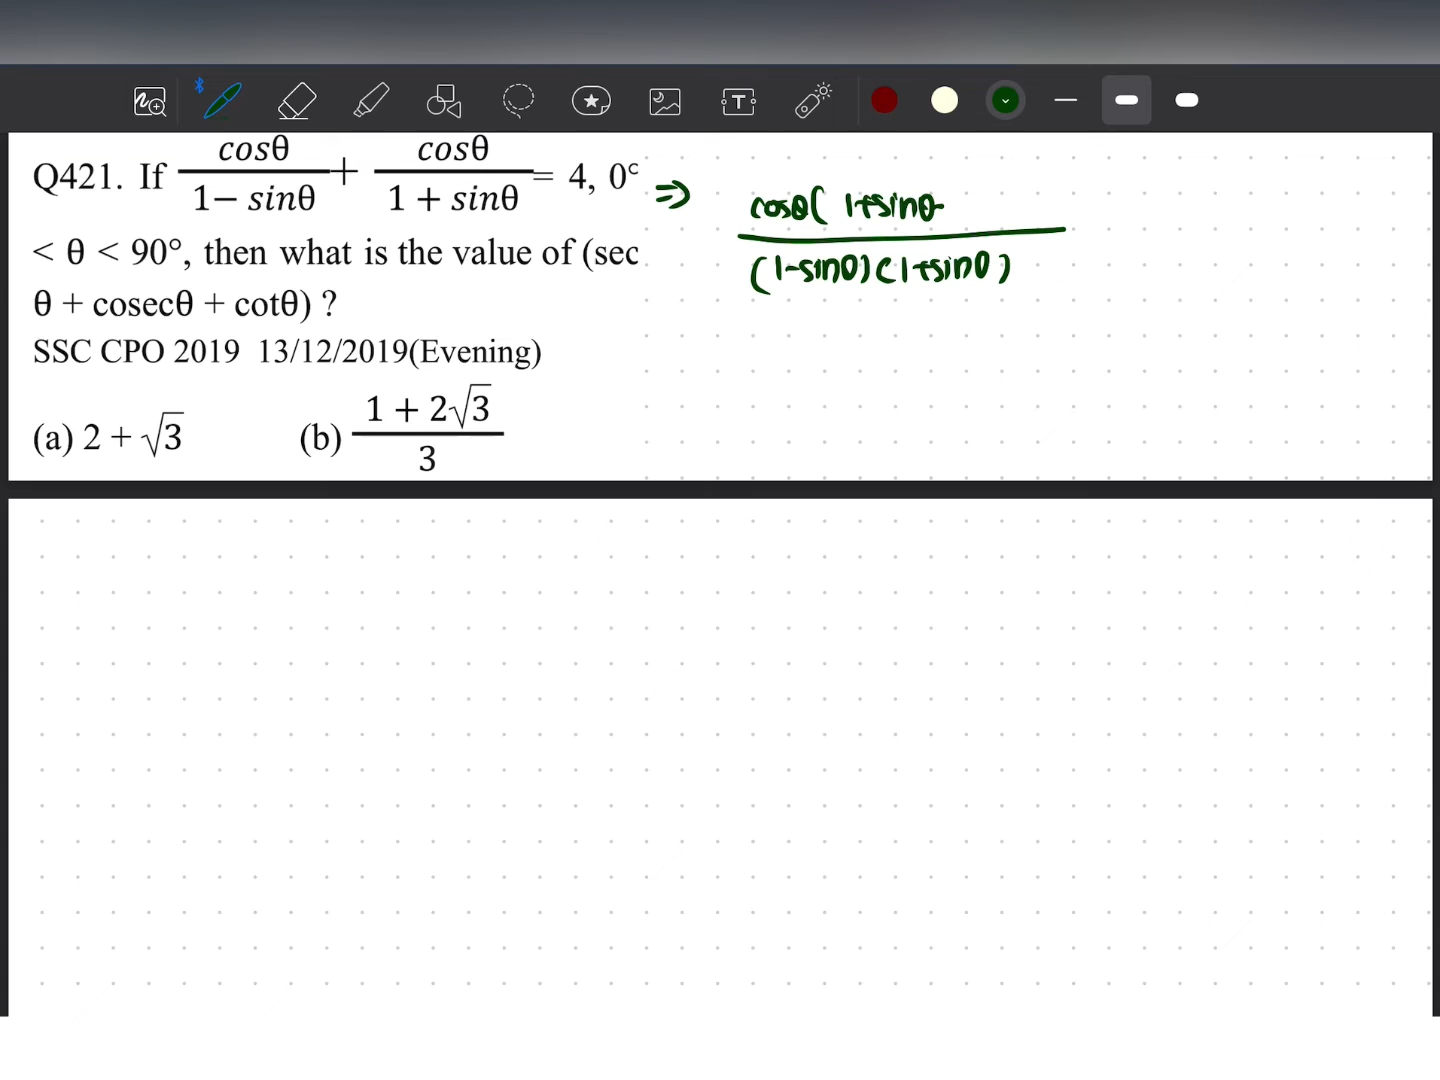 Q421. If cosθ/(1− sinθ) + cosθ/(1 + sinθ) = 4, 0°
< θ < 90°, then what is the value of (sec
θ + cosecθ + cotθ) ?
SSC CPO 2019 13/12/2019(Evening)
(a) 2 + √3 (b) (1 + 2√3)/3
⇒ cosθ( 1+sinθ
(1-sinθ)(1+sinθ)